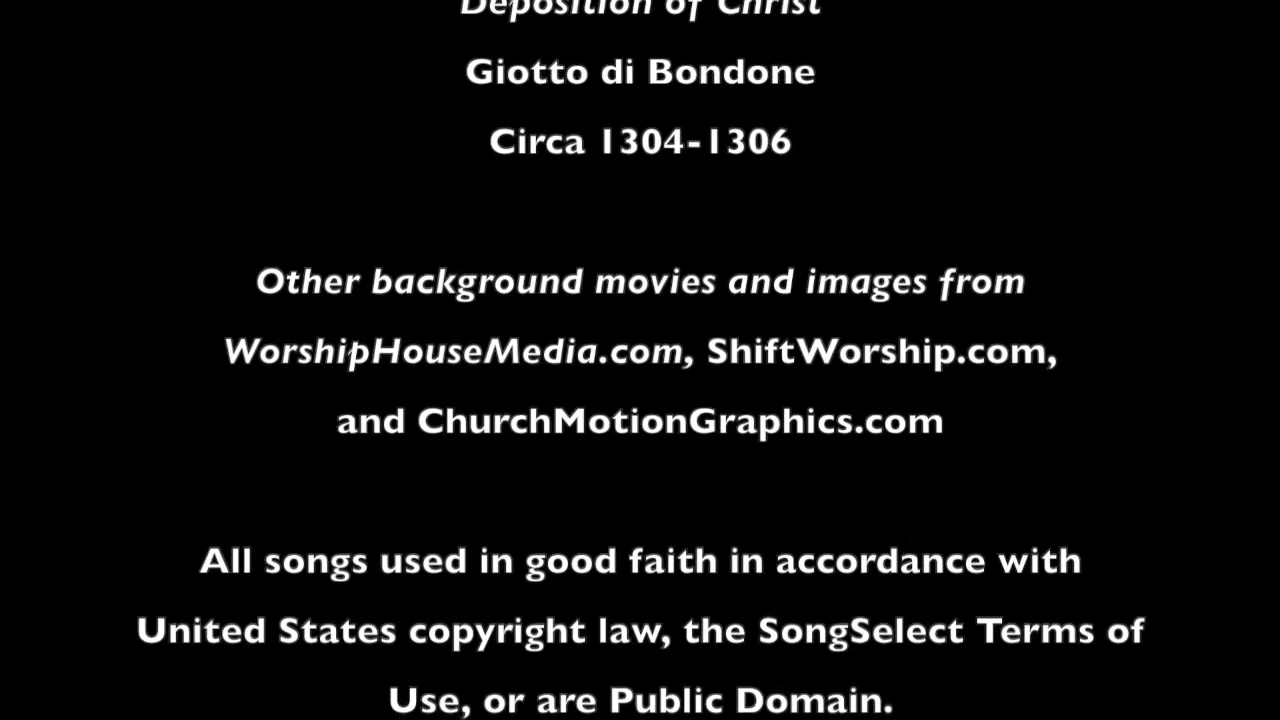 Deposition of Christ
Giotto di Bondone
Circa 1304-1306
Other background movies and images from
WorshipHouseMedia.com, ShiftWorship.com,
and ChurchMotionGraphics.com
All songs used in good faith in accordance with
United States copyright law, the SongSelect Terms of
Use, or are Public Domain.